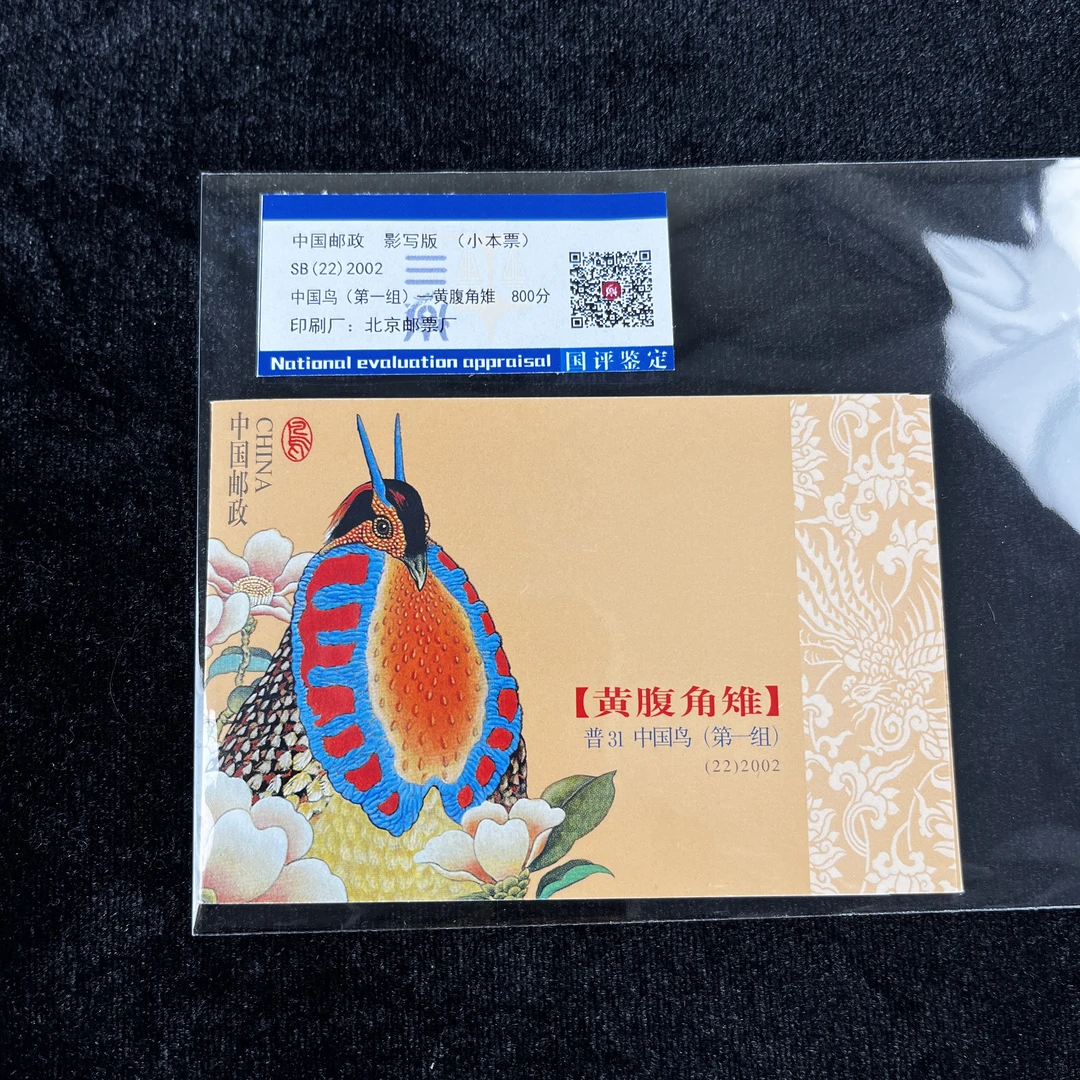 中国邮政 影写版 （小本票）
SB(22)2002
中国鸟（第一组）—黄腹角雉 800分
印刷厂：北京邮票厂
National evaluation appraisal 国评鉴定
中国邮政
CHINA
【黄腹角雉】
普31 中国鸟（第一组）
(22)2002